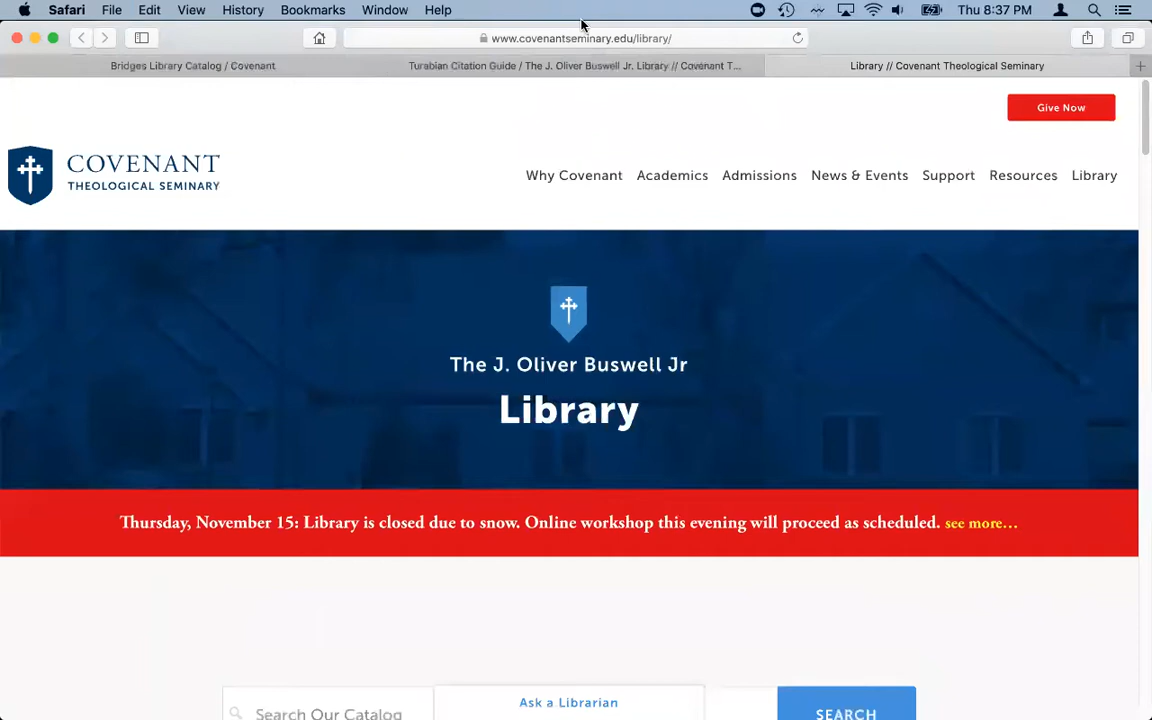 Safari File Edit View History Bookmarks Window Help Thu 8:37 PM
www.covenantseminary.edu/library/
Bridges Library Catalog / Covenant
Turabian Citation Guide / The J. Oliver Buswell Jr. Library // Covenant T...
Library // Covenant Theological Seminary
Give Now
COVENANT
THEOLOGICAL SEMINARY
Why Covenant Academics Admissions News & Events Support Resources Library
The J. Oliver Buswell Jr
Library
Thursday, November 15: Library is closed due to snow. Online workshop this evening will proceed as scheduled. see more...
Search Our Catalog
Ask a Librarian
SEARCH